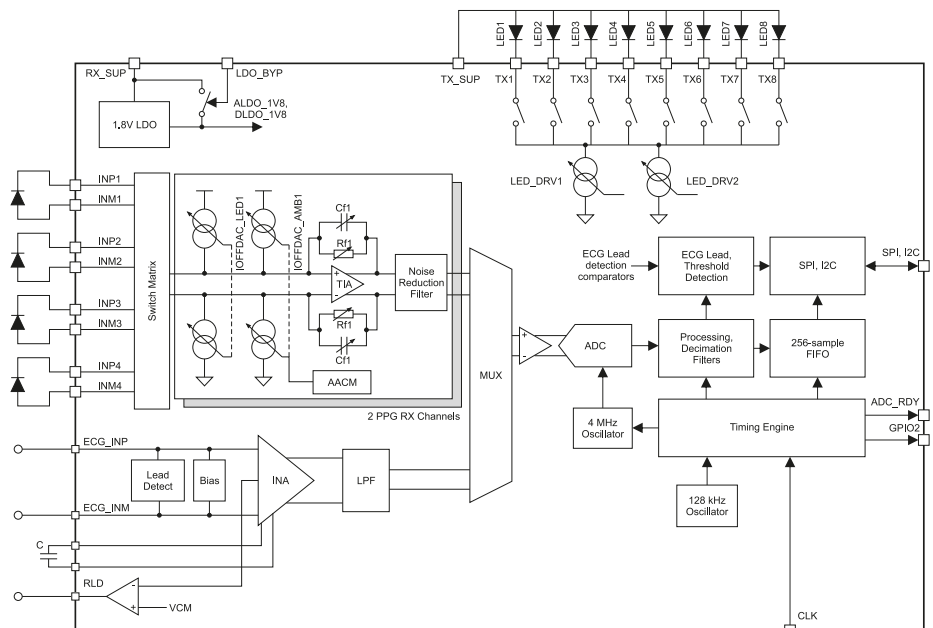 LED1
LED2
LED3
LED4
LED5
LED6
LED7
LED8
RX_SUP
LDO_BYP
TX_SUP
TX1
TX2
TX3
TX4
TX5
TX6
TX7
TX8
1.8V LDO
ALDO_1V8,
DLDO_1V8
LED_DRV1
LED_DRV2
INP1
INM1
INP2
INM2
INP3
INM3
INP4
INM4
Switch Matrix
IOFFDAC_LED1
IOFFDAC_AMB1
Cf1
Rf1
+
TIA
-
Rf1
Cf1
AACM
Noise
Reduction
Filter
2 PPG RX Channels
MUX
+
-
ADC
4 MHz
Oscillator
ECG Lead
detection
comparators
ECG Lead,
Threshold
Detection
SPI, I2C
SPI, I2C
Processing,
Decimation
Filters
256-sample
FIFO
Timing Engine
ADC_RDY
GPIO2
128 kHz
Oscillator
CLK
ECG_INP
Lead
Detect
Bias
INA
LPF
ECG_INM
C
RLD
-
+
VCM